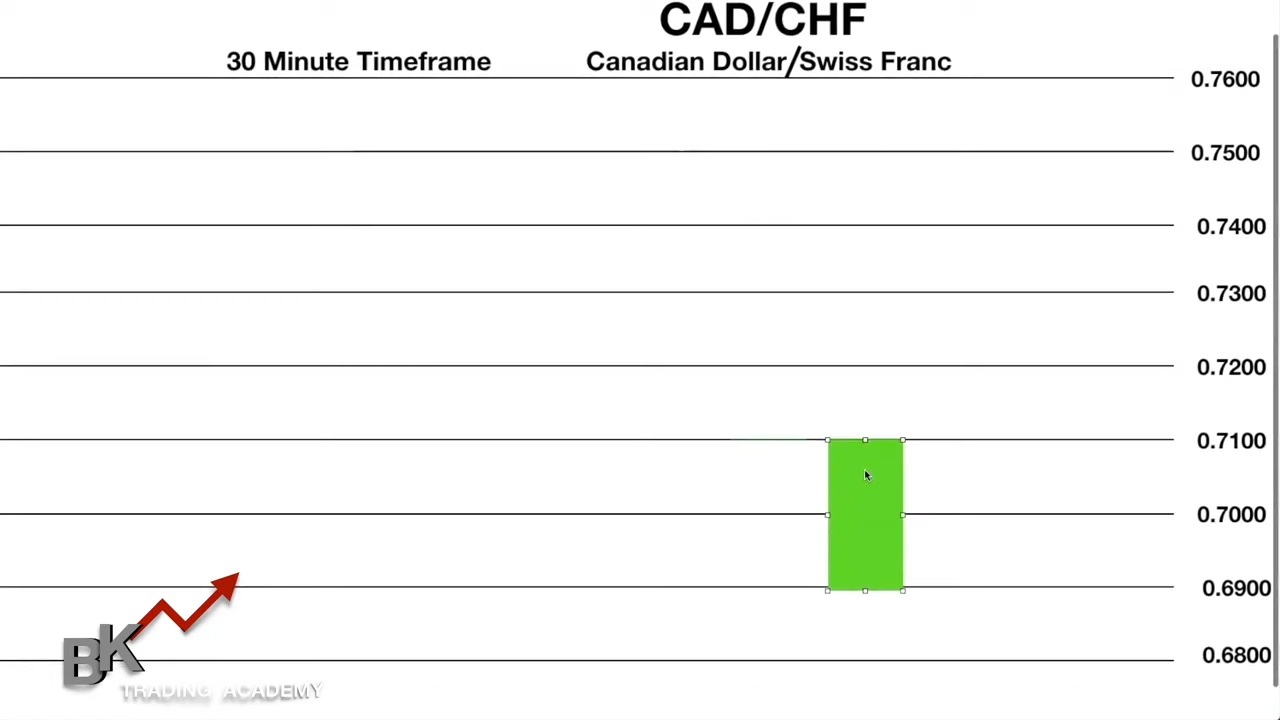 CAD/CHF
30 Minute Timeframe
Canadian Dollar/Swiss Franc
0.7600
0.7500
0.7400
0.7300
0.7200
0.7100
0.7000
0.6900
0.6800
BK
TRADING ACADEMY